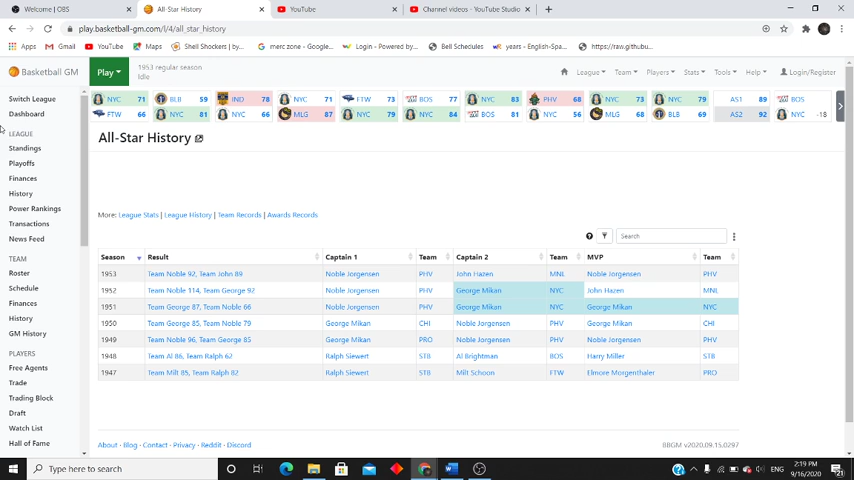 Welcome | OBS × All-Star History × YouTube × Channel videos - YouTube Studio × +
play.basketball-gm.com/l/4/all_star_history
Apps Gmail YouTube Maps Shell Shockers | by... merc zone - Google... Login - Powered by... Bell Schedules years - English-Spa... https://raw.githubu...
Basketball GM Play 1953 regular season League Team Players Stats Tools Help Login/Register
Idle
Switch League
Dashboard
LEAGUE
Standings
Playoffs
Finances
History
Power Rankings
Transactions
News Feed
TEAM
Roster
Schedule
Finances
History
GM History
PLAYERS
Free Agents
Trade
Trading Block
Draft
Watch List
Hall of Fame
NYC 71 BLB 59 IND 78 NYC 71 FTW 73 BOS 77 NYC 83 PHV 68 NYC 73 NYC 79 AS1 89 BOS
FTW 66 NYC 81 NYC 66 MLG 87 NYC 79 NYC 84 BOS 81 NYC 56 MLG 68 BLB 69 AS2 92 NYC -18
All-Star History
More: League Stats | League History | Team Records | Awards Records
Search
Season Result Captain 1 Team Captain 2 Team MVP Team
1953 Team Noble 92, Team John 89 Noble Jorgensen PHV John Hazen MNL Noble Jorgensen PHV
1952 Team Noble 114, Team George 92 Noble Jorgensen PHV George Mikan NYC John Hazen MNL
1951 Team George 87, Team Noble 66 Noble Jorgensen PHV George Mikan NYC George Mikan NYC
1950 Team George 85, Team Noble 79 George Mikan CHI Noble Jorgensen PHV George Mikan CHI
1949 Team Noble 96, Team George 85 George Mikan PRO Noble Jorgensen PHV Noble Jorgensen PHV
1948 Team Al 86, Team Ralph 62 Ralph Siewert STB Al Brightman BOS Harry Miller STB
1947 Team Milt 85, Team Ralph 82 Ralph Siewert STB Milt Schoon FTW Elmore Morgenthaler PRO
About · Blog · Contact · Privacy · Reddit · Discord
BBGM v2020.09.15.0297
Type here to search
2:19 PM
9/16/2020
21